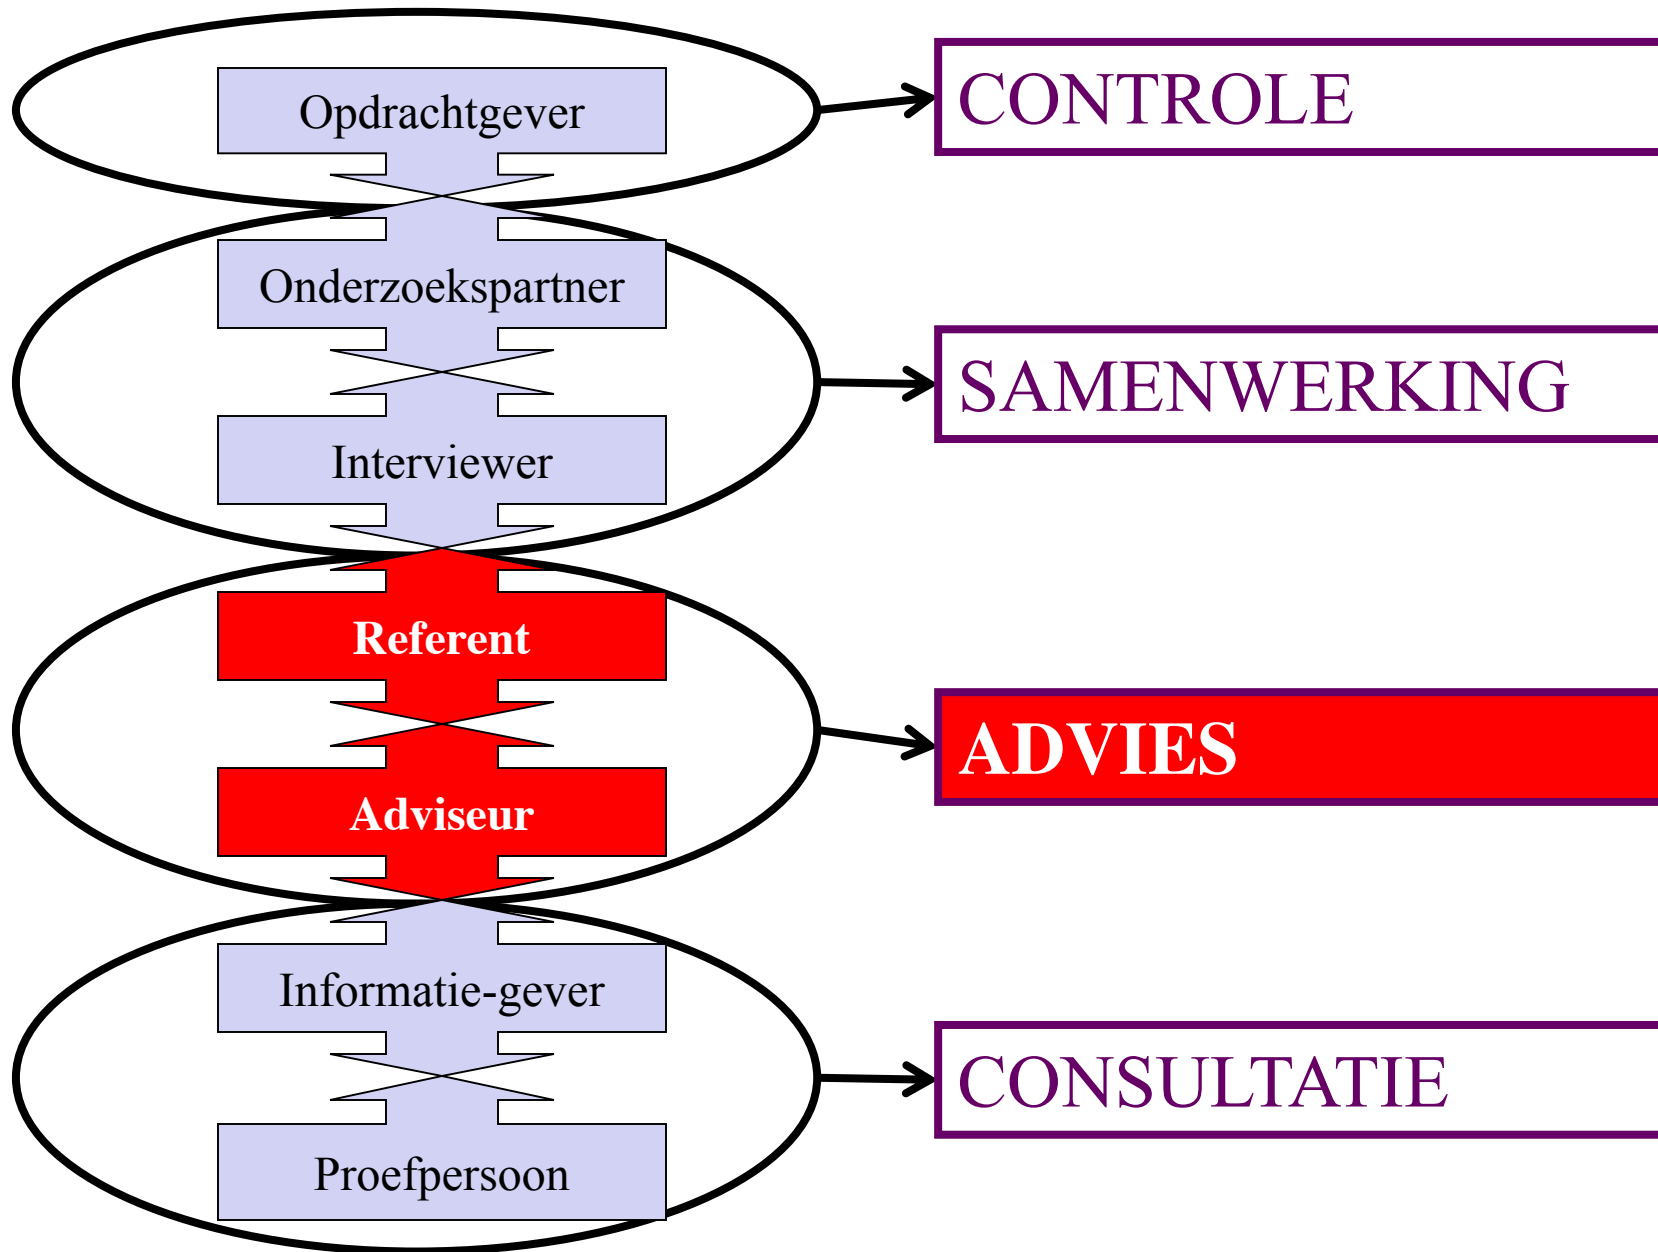 Opdrachtgever
CONTROLE
Onderzoekspartner
SAMENWERKING
Interviewer
Referent
ADVIES
Adviseur
Informatie-gever
CONSULTATIE
Proefpersoon